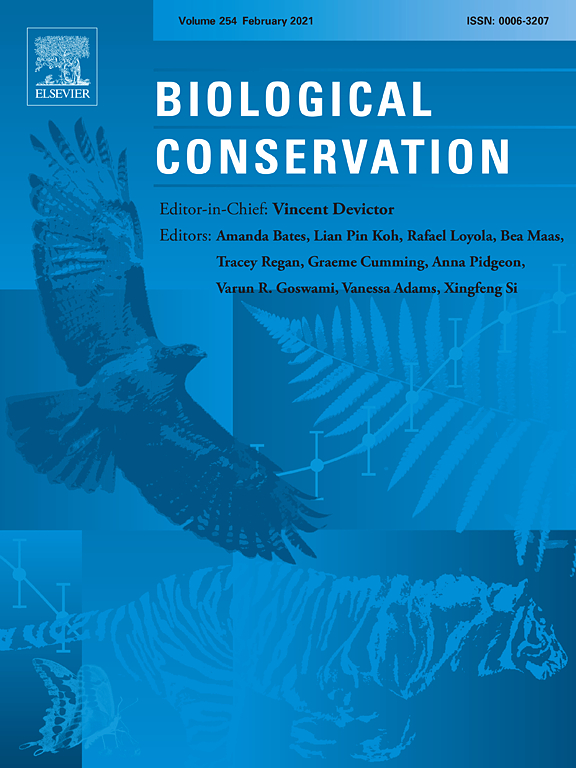 Volume 254 February 2021
ISSN: 0006-3207
ELSEVIER
BIOLOGICAL
CONSERVATION
Editor-in-Chief: Vincent Devictor
Editors: Amanda Bates, Lian Pin Koh, Rafael Loyola, Bea Maas,
Tracey Regan, Graeme Cumming, Anna Pidgeon,
Varun R. Goswami, Vanessa Adams, Xingfeng Si